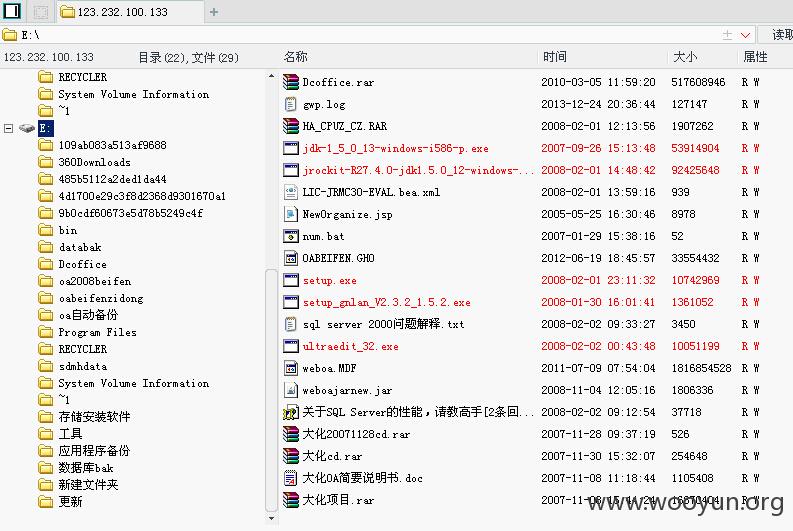 123.232.100.133
E:\
读取
123.232.100.133 目录(22),文件(29) 名称 时间 大小 属性
RECYCLER
System Volume Information
~1
E:
109ab083a513af9688
360Downloads
485b5112a2ded1da44
4d1700e29c3f8d2368d9301670a1
9b0cdf60673e5d78b5249c4f
bin
databak
Dcoffice
oa2008beifen
oabeifenzidong
oa自动备份
Program Files
RECYCLER
sdmhdata
System Volume Information
~1
存储安装软件
工具
应用程序备份
数据库bak
新建文件夹
更新
Dcoffice.rar 2010-03-05 11:59:20 517608946 R W
gwp.log 2013-12-24 20:36:44 127147 R W
HA_CPUZ_CZ.RAR 2008-02-01 12:13:56 1907262 R W
jdk-1_5_0_13-windows-i586-p.exe 2007-09-26 15:13:48 53914904 R W
jrockit-R27.4.0-jdk1.5.0_12-windows-... 2008-02-01 14:48:42 92425648 R W
LIC-JRMC30-EVAL.bea.xml 2008-02-01 13:59:16 939 R W
NewOrganize.jsp 2005-05-25 16:30:46 8978 R W
num.bat 2007-01-29 15:38:16 52 R W
OABEIFEN.GHO 2012-06-19 18:45:57 33554432 R W
setup.exe 2008-02-01 23:11:32 10742969 R W
setup_gnlan_V2.3.2_1.5.2.exe 2008-01-30 16:01:41 1361052 R W
sql server 2000问题解释.txt 2008-02-02 09:33:27 3450 R W
ultraedit_32.exe 2008-02-02 00:43:48 10051199 R W
weboa.MDF 2011-07-09 07:54:04 1816854528 R W
weboajarnew.jar 2008-11-04 12:05:16 1806336 R W
关于SQL Server的性能，请教高手[2条回... 2008-02-02 09:12:54 37718 R W
大化20071128cd.rar 2007-11-28 09:37:19 526 R W
大化cd.rar 2007-11-30 15:32:07 254648 R W
大化OA简要说明书.doc 2007-11-08 11:18:44 1105408 R W
大化项目.rar 2007-11-08 R W
www.wooyun.org